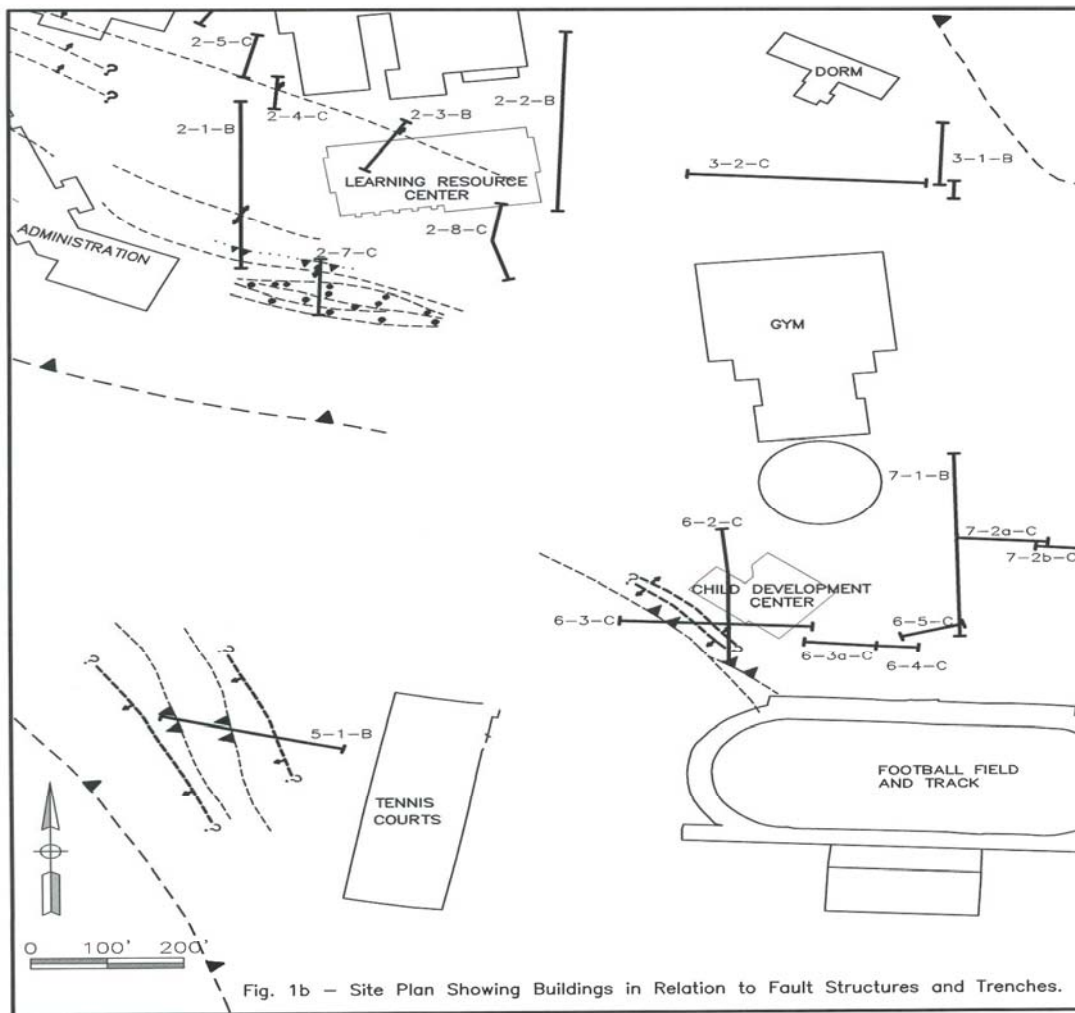 2-5-C
2-4-C
2-3-B
2-2-B
DORM
?
?
2-1-B
3-2-C
3-1-B
LEARNING RESOURCE
CENTER
2-8-C
ADMINISTRATION
2-7-C
GYM
7-1-B
6-2-C
7-2a-C
7-2b-C
?
CHILD DEVELOPMENT
CENTER
6-3-C
6-5-C
?
6-3a-C
6-4-C
?
?
5-1-B
?
?
TENNIS
COURTS
FOOTBALL FIELD
AND TRACK
0 100' 200'
Fig. 1b – Site Plan Showing Buildings in Relation to Fault Structures and Trenches.